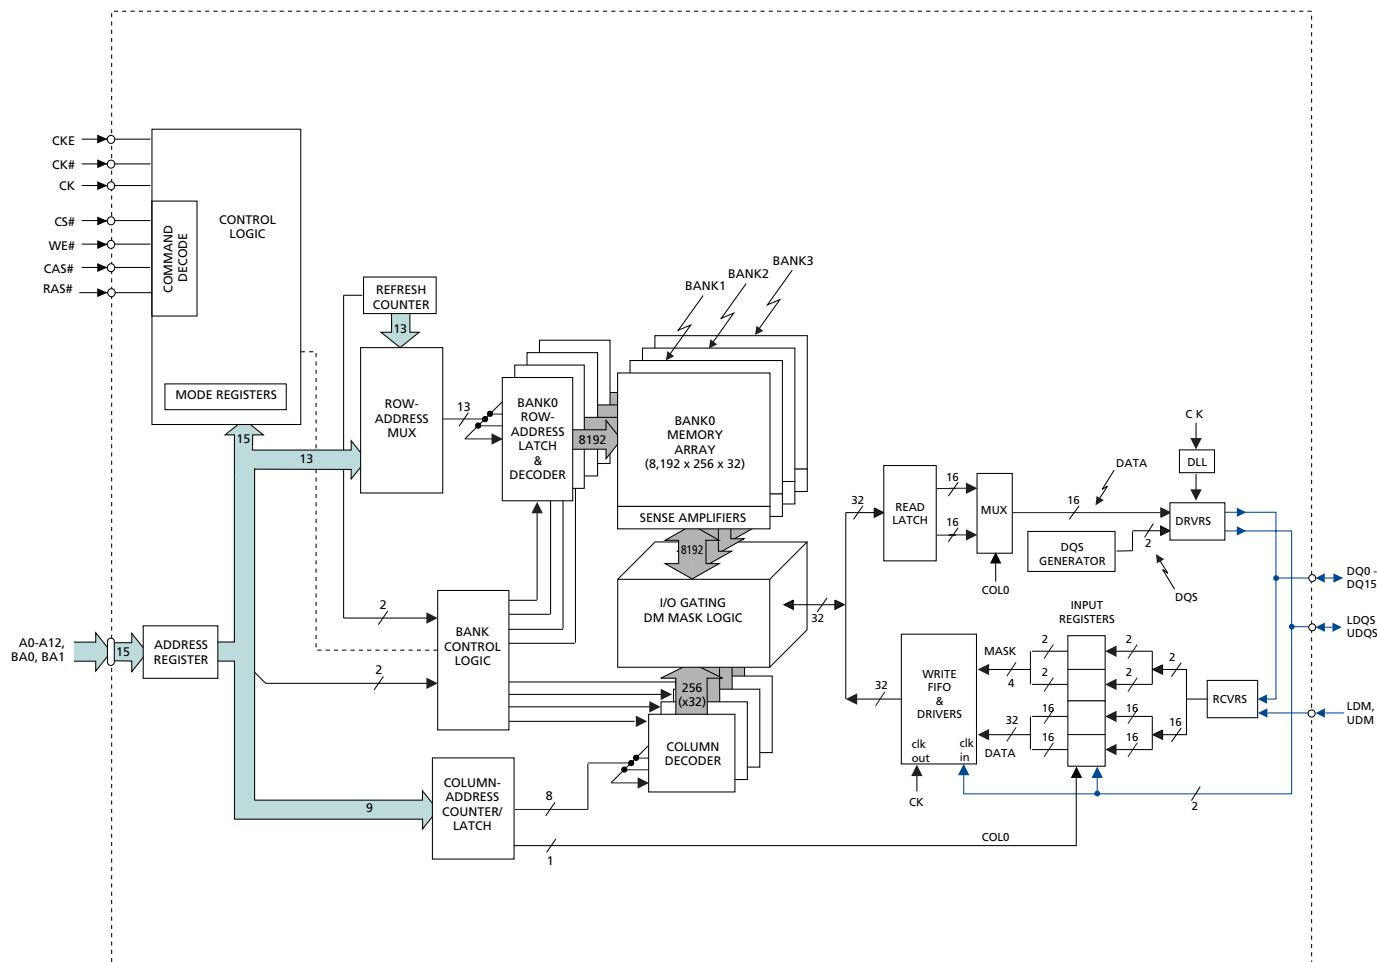 CKE
CK#
CK
CS#
WE#
CAS#
RAS#
COMMAND
DECODE
CONTROL
LOGIC
MODE REGISTERS
15
REFRESH
COUNTER
13
13
ROW-
ADDRESS
MUX
13
BANK0
ROW-
ADDRESS
LATCH
&
DECODER
8192
BANK1
BANK2
BANK3
BANK0
MEMORY
ARRAY
(8,192 x 256 x 32)
SENSE AMPLIFIERS
8192
I/O GATING
DM MASK LOGIC
32
A0-A12,
BA0, BA1
15
ADDRESS
REGISTER
2
2
BANK
CONTROL
LOGIC
256
(x32)
COLUMN
DECODER
9
COLUMN-
ADDRESS
COUNTER/
LATCH
8
1
COL0
32
READ
LATCH
16
16
MUX
COL0
16
DATA
DQS
GENERATOR
2
DQS
C K
DLL
DRVRS
DQ0 -
DQ15
LDQS
UDQS
LDM,
UDM
INPUT
REGISTERS
32
WRITE
FIFO
&
DRIVERS
clk
out
clk
in
CK
MASK
4
32
DATA
2
2
16
16
2
2
16
16
2
16
RCVRS
2